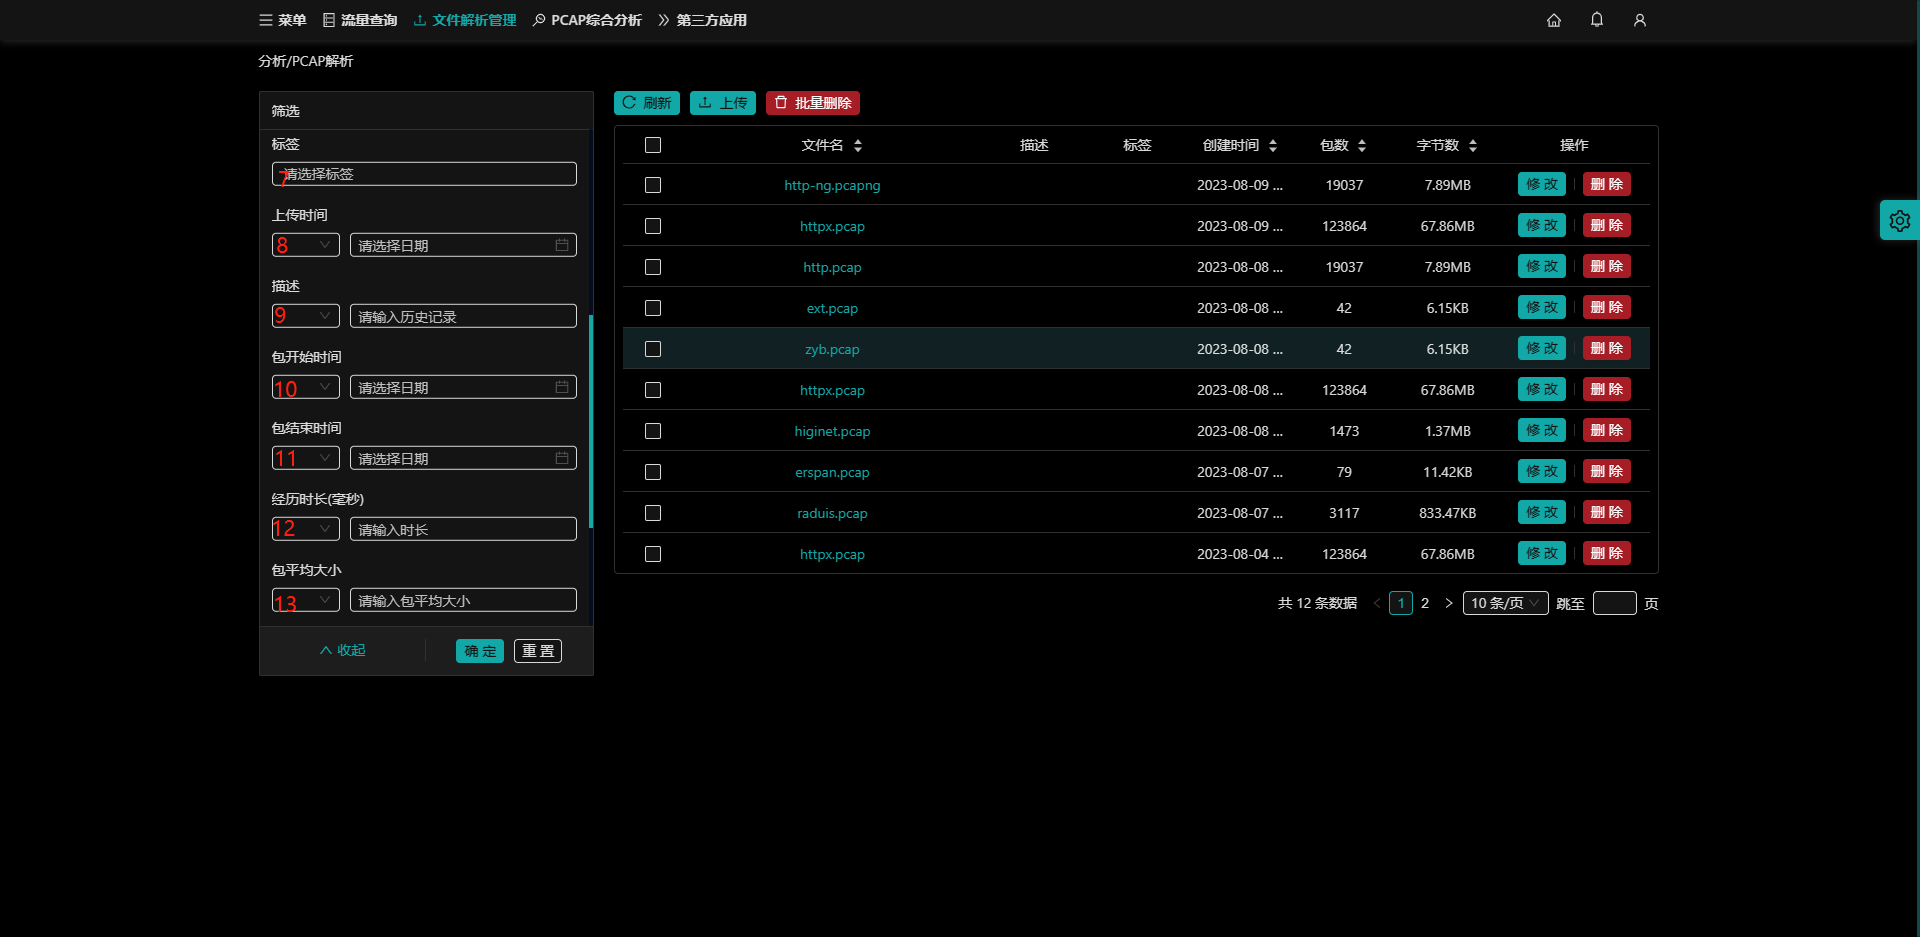 菜单 流量查询 文件解析管理 PCAP综合分析 第三方应用
分析/PCAP解析
筛选
标签
7 请选择标签
上传时间
8 请选择日期
描述
9 请输入历史记录
包开始时间
10 请选择日期
包结束时间
11 请选择日期
经历时长(毫秒)
12 请输入时长
包平均大小
13 请输入包平均大小
收起 确定 重置
刷新 上传 批量删除
文件名 描述 标签 创建时间 包数 字节数 操作
http-ng.pcapng 2023-08-09 ... 19037 7.89MB 修改 删除
httpx.pcap 2023-08-09 ... 123864 67.86MB 修改 删除
http.pcap 2023-08-08 ... 19037 7.89MB 修改 删除
ext.pcap 2023-08-08 ... 42 6.15KB 修改 删除
zyb.pcap 2023-08-08 ... 42 6.15KB 修改 删除
httpx.pcap 2023-08-08 ... 123864 67.86MB 修改 删除
higinet.pcap 2023-08-08 ... 1473 1.37MB 修改 删除
erspan.pcap 2023-08-07 ... 79 11.42KB 修改 删除
raduis.pcap 2023-08-07 ... 3117 833.47KB 修改 删除
httpx.pcap 2023-08-04 ... 123864 67.86MB 修改 删除
共 12 条数据 < 1 2 > 10 条/页 跳至 页